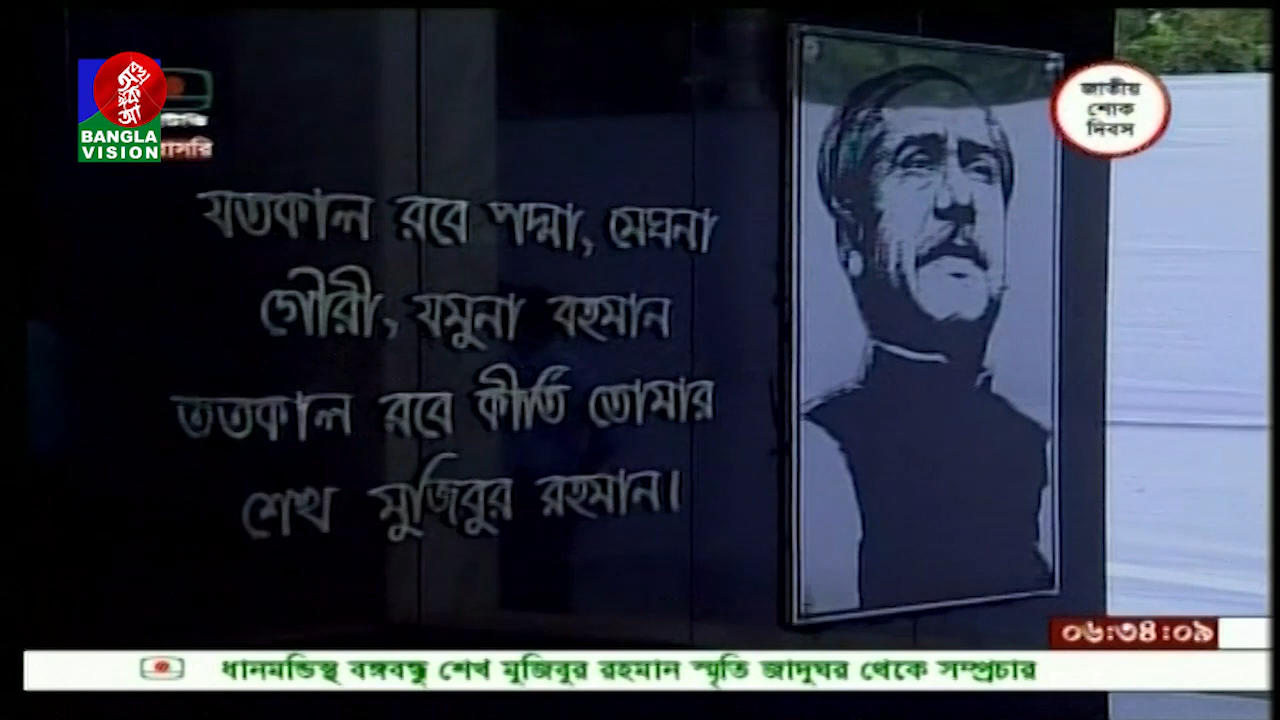 BANGLA
VISION
জাতীয়
শোক
দিবস
যতকাল রবে পদ্মা, মেঘনা
গৌরী, যমুনা বহমান
ততকাল রবে কীর্তি তোমার
শেখ মুজিবুর রহমান।
০৬:৩৪:০৯
ধানমন্ডিস্থ বঙ্গবন্ধু শেখ মুজিবুর রহমান স্মৃতি জাদুঘর থেকে সম্প্রচার